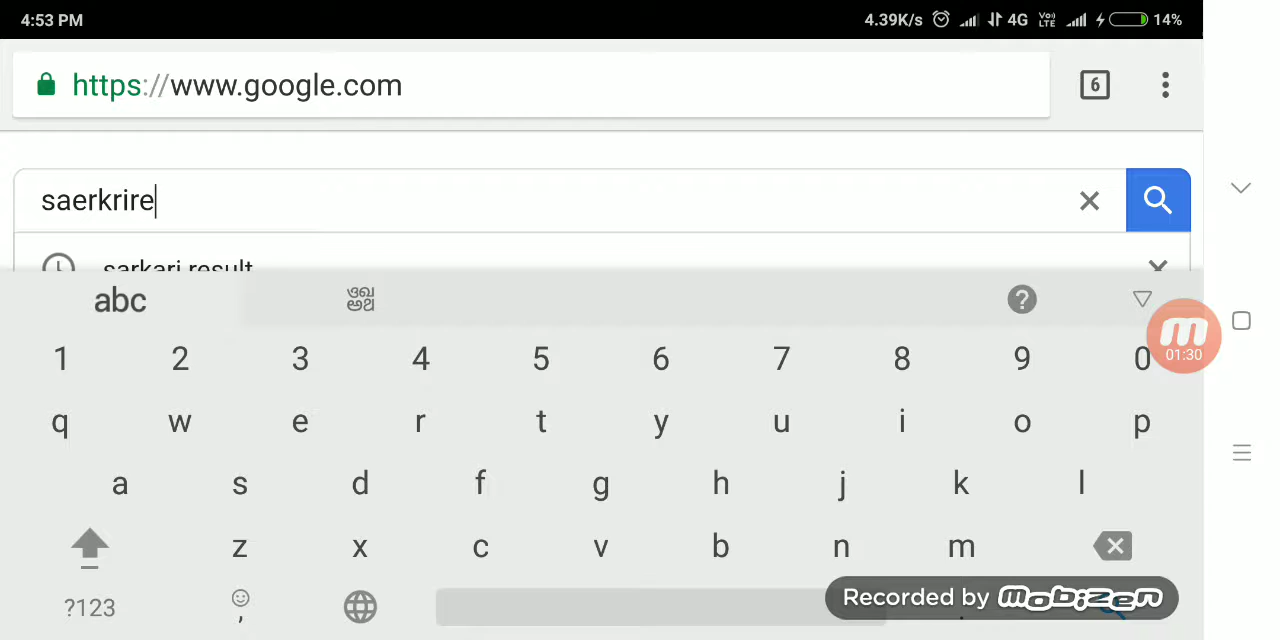 4:53 PM 4.39K/s 4G VoLTE 14%
https://www.google.com 6
saerkrire
sarkari result
abc
1 2 3 4 5 6 7 8 9 0
01:30
q w e r t y u i o p
a s d f g h j k l
z x c v b n m
?123 , .
Recorded by mobizen